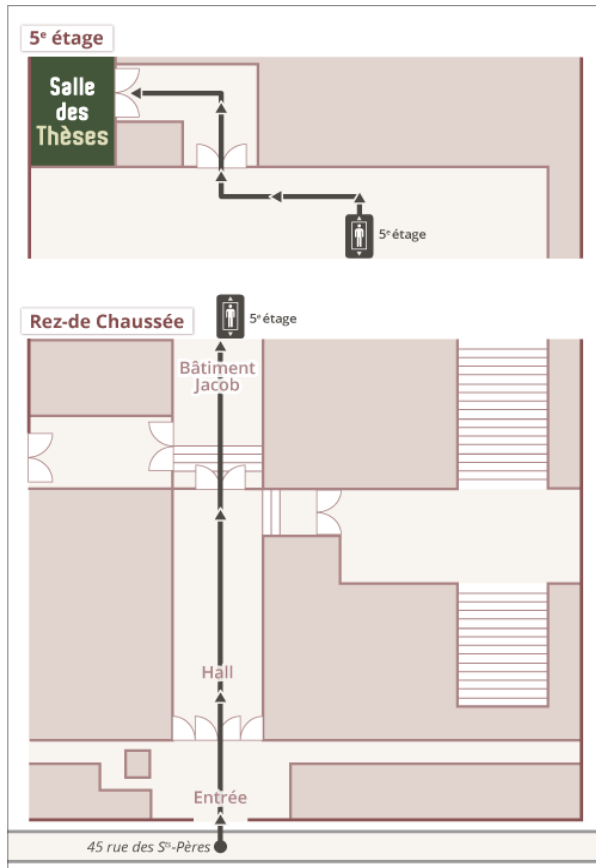 5e étage
Salle
des
Thèses
5e étage
Rez-de Chaussée
5e étage
Bâtiment
Jacob
Hall
Entrée
45 rue des Sts-Pères